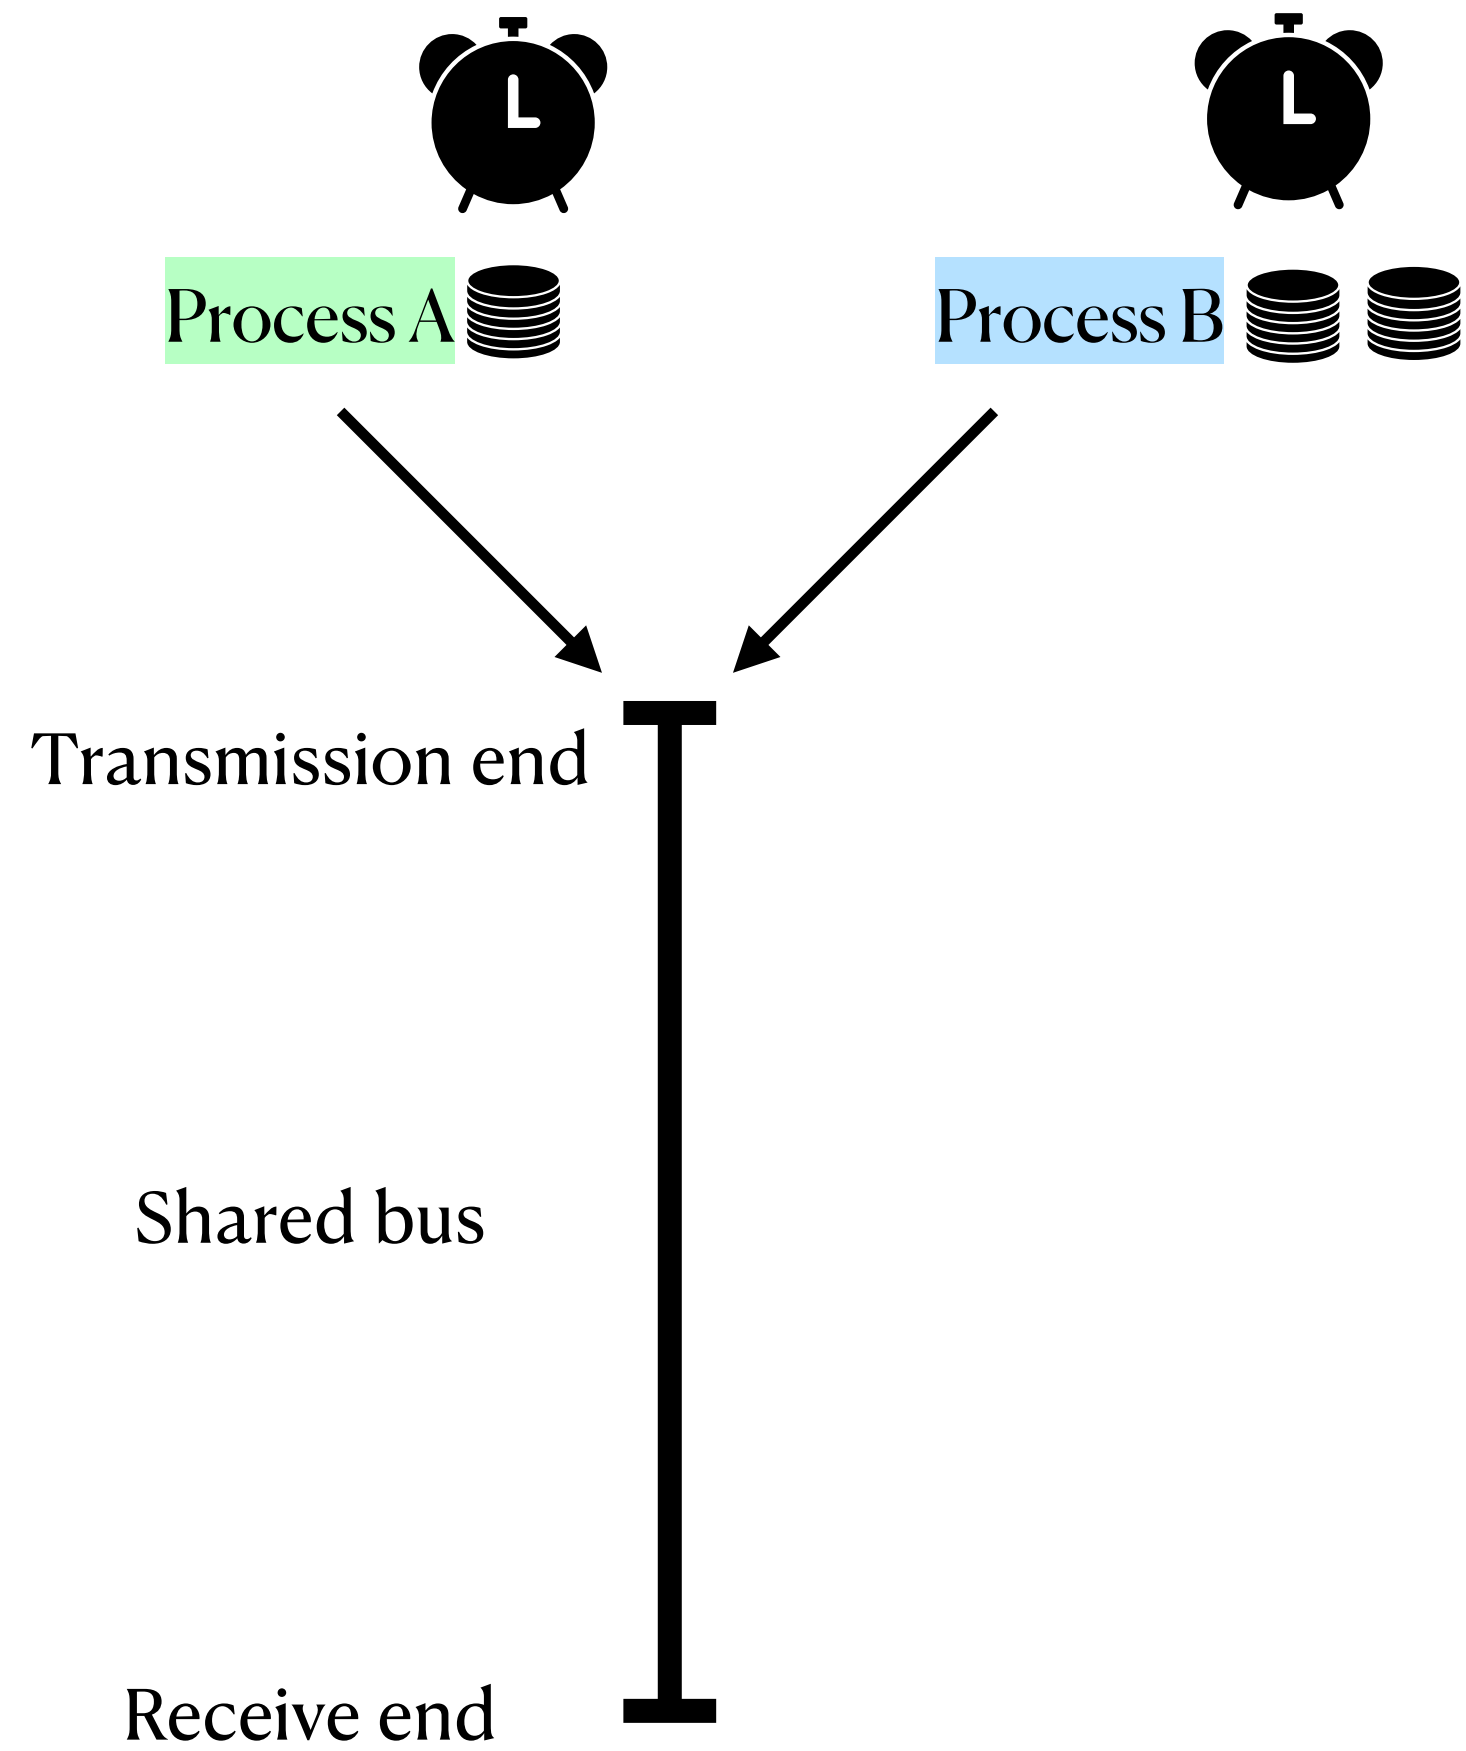 Process A
Process B
Transmission end
Shared bus
Receive end